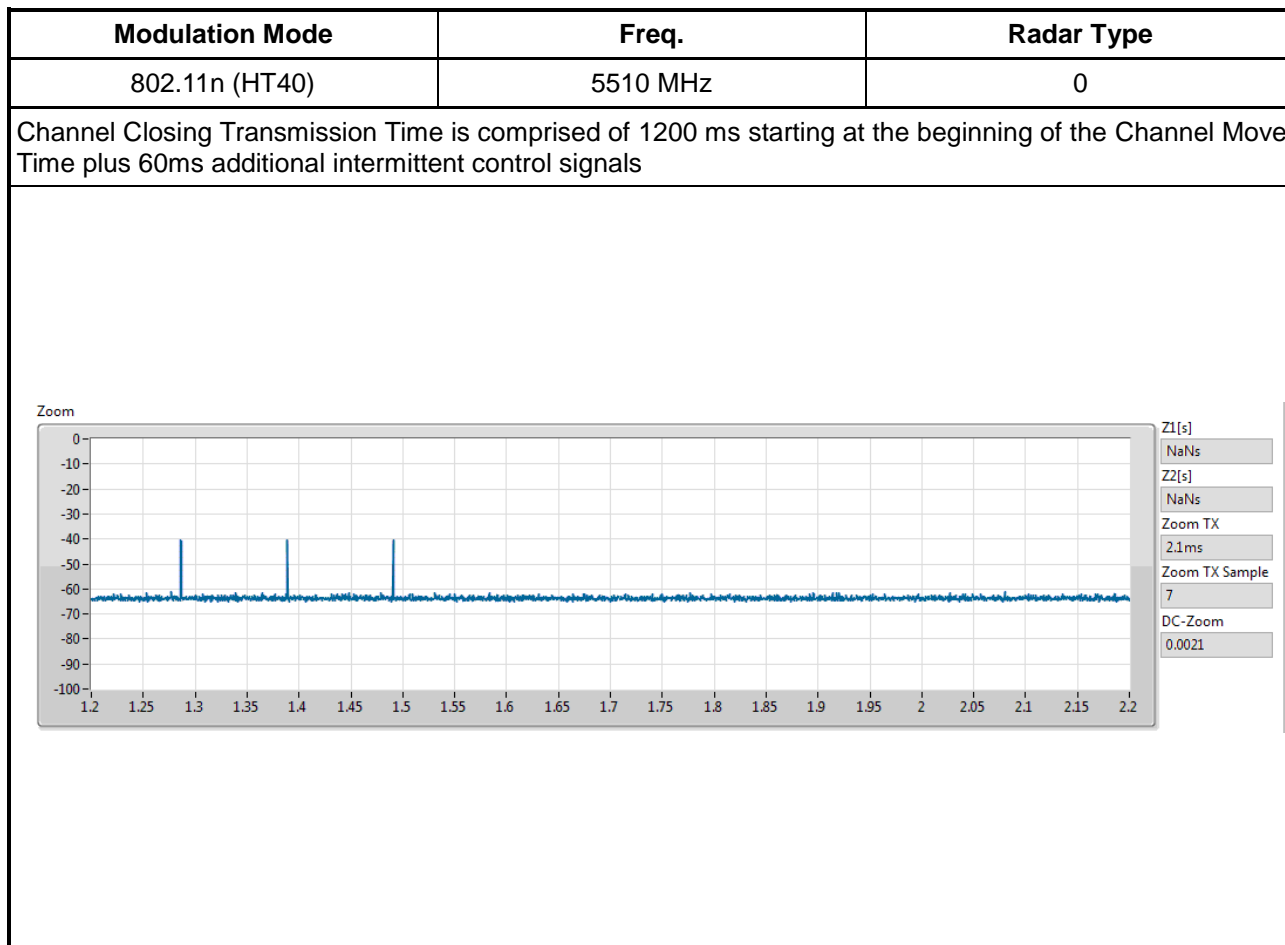 Modulation Mode Freq. Radar Type
802.11n (HT40) 5510 MHz 0
Channel Closing Transmission Time is comprised of 1200 ms starting at the beginning of the Channel Move
Time plus 60ms additional intermittent control signals
Zoom
0
-10
-20
-30
-40
-50
-60
-70
-80
-90
-100
1.2 1.25 1.3 1.35 1.4 1.45 1.5 1.55 1.6 1.65 1.7 1.75 1.8 1.85 1.9 1.95 2 2.05 2.1 2.15 2.2
Z1[s]
NaNs
Z2[s]
NaNs
Zoom TX
2.1ms
Zoom TX Sample
7
DC-Zoom
0.0021